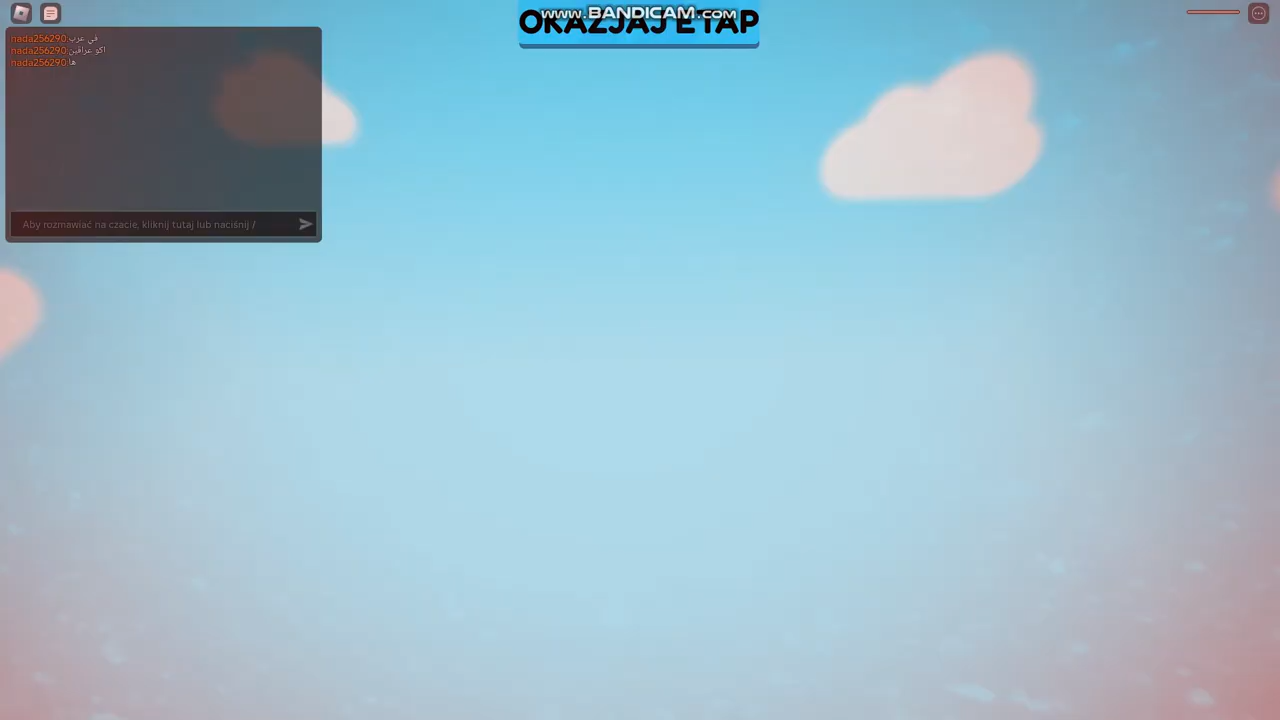 www.BANDICAM.com
OKAZJAJ ETAP
nada256290: في عرب
nada256290: اكو عراقين
nada256290: ها
Aby rozmawiać na czacie, kliknij tutaj lub naciśnij /